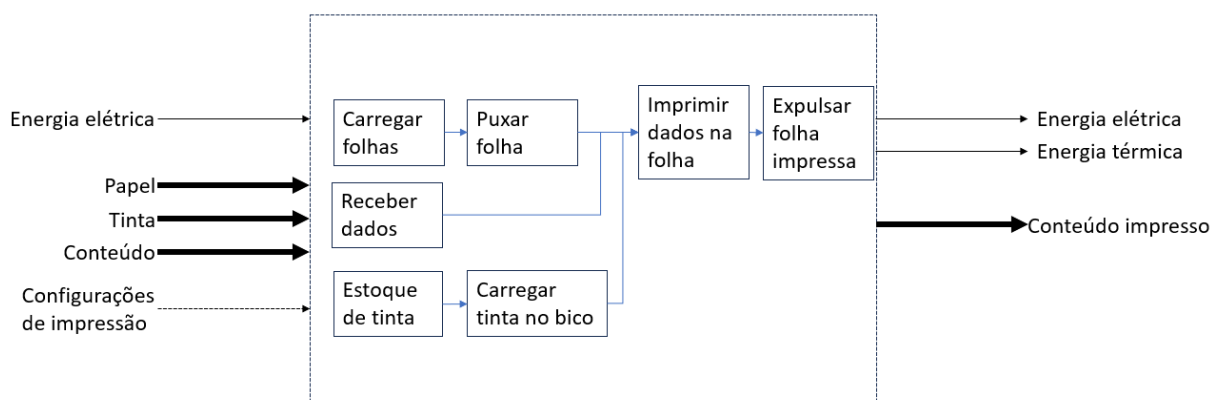 Energia elétrica
Papel
Tinta
Conteúdo
Configurações
de impressão
Carregar
folhas
Puxar
folha
Receber
dados
Estoque
de tinta
Carregar
tinta no bico
Imprimir
dados na
folha
Expulsar
folha
impressa
Energia elétrica
Energia térmica
Conteúdo impresso